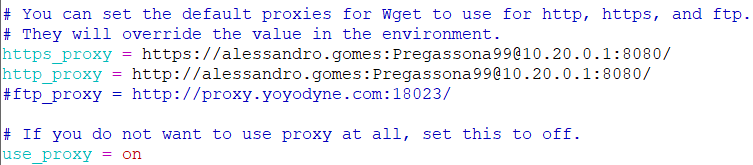 # You can set the default proxies for Wget to use for http, https, and ftp.
# They will override the value in the environment.
https_proxy = https://alessandro.gomes:Pregassona99@10.20.0.1:8080/
http_proxy = http://alessandro.gomes:Pregassona99@10.20.0.1:8080/
#ftp_proxy = http://proxy.yoyodyne.com:18023/

# If you do not want to use proxy at all, set this to off.
use_proxy = on